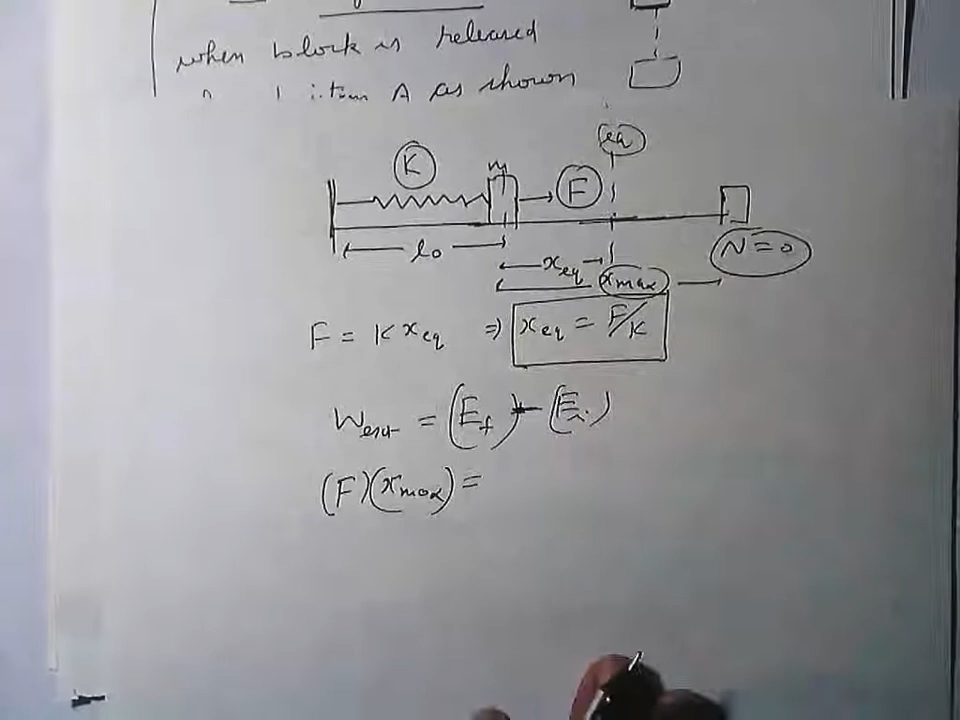 when block is released
A as shown
eq
K
m
F
l₀
x_eq
N = 0
x_max
F = K x_eq ⇒ x_eq = F/K
W_ext = (E_f) - (E_i)
(F)(x_max) =